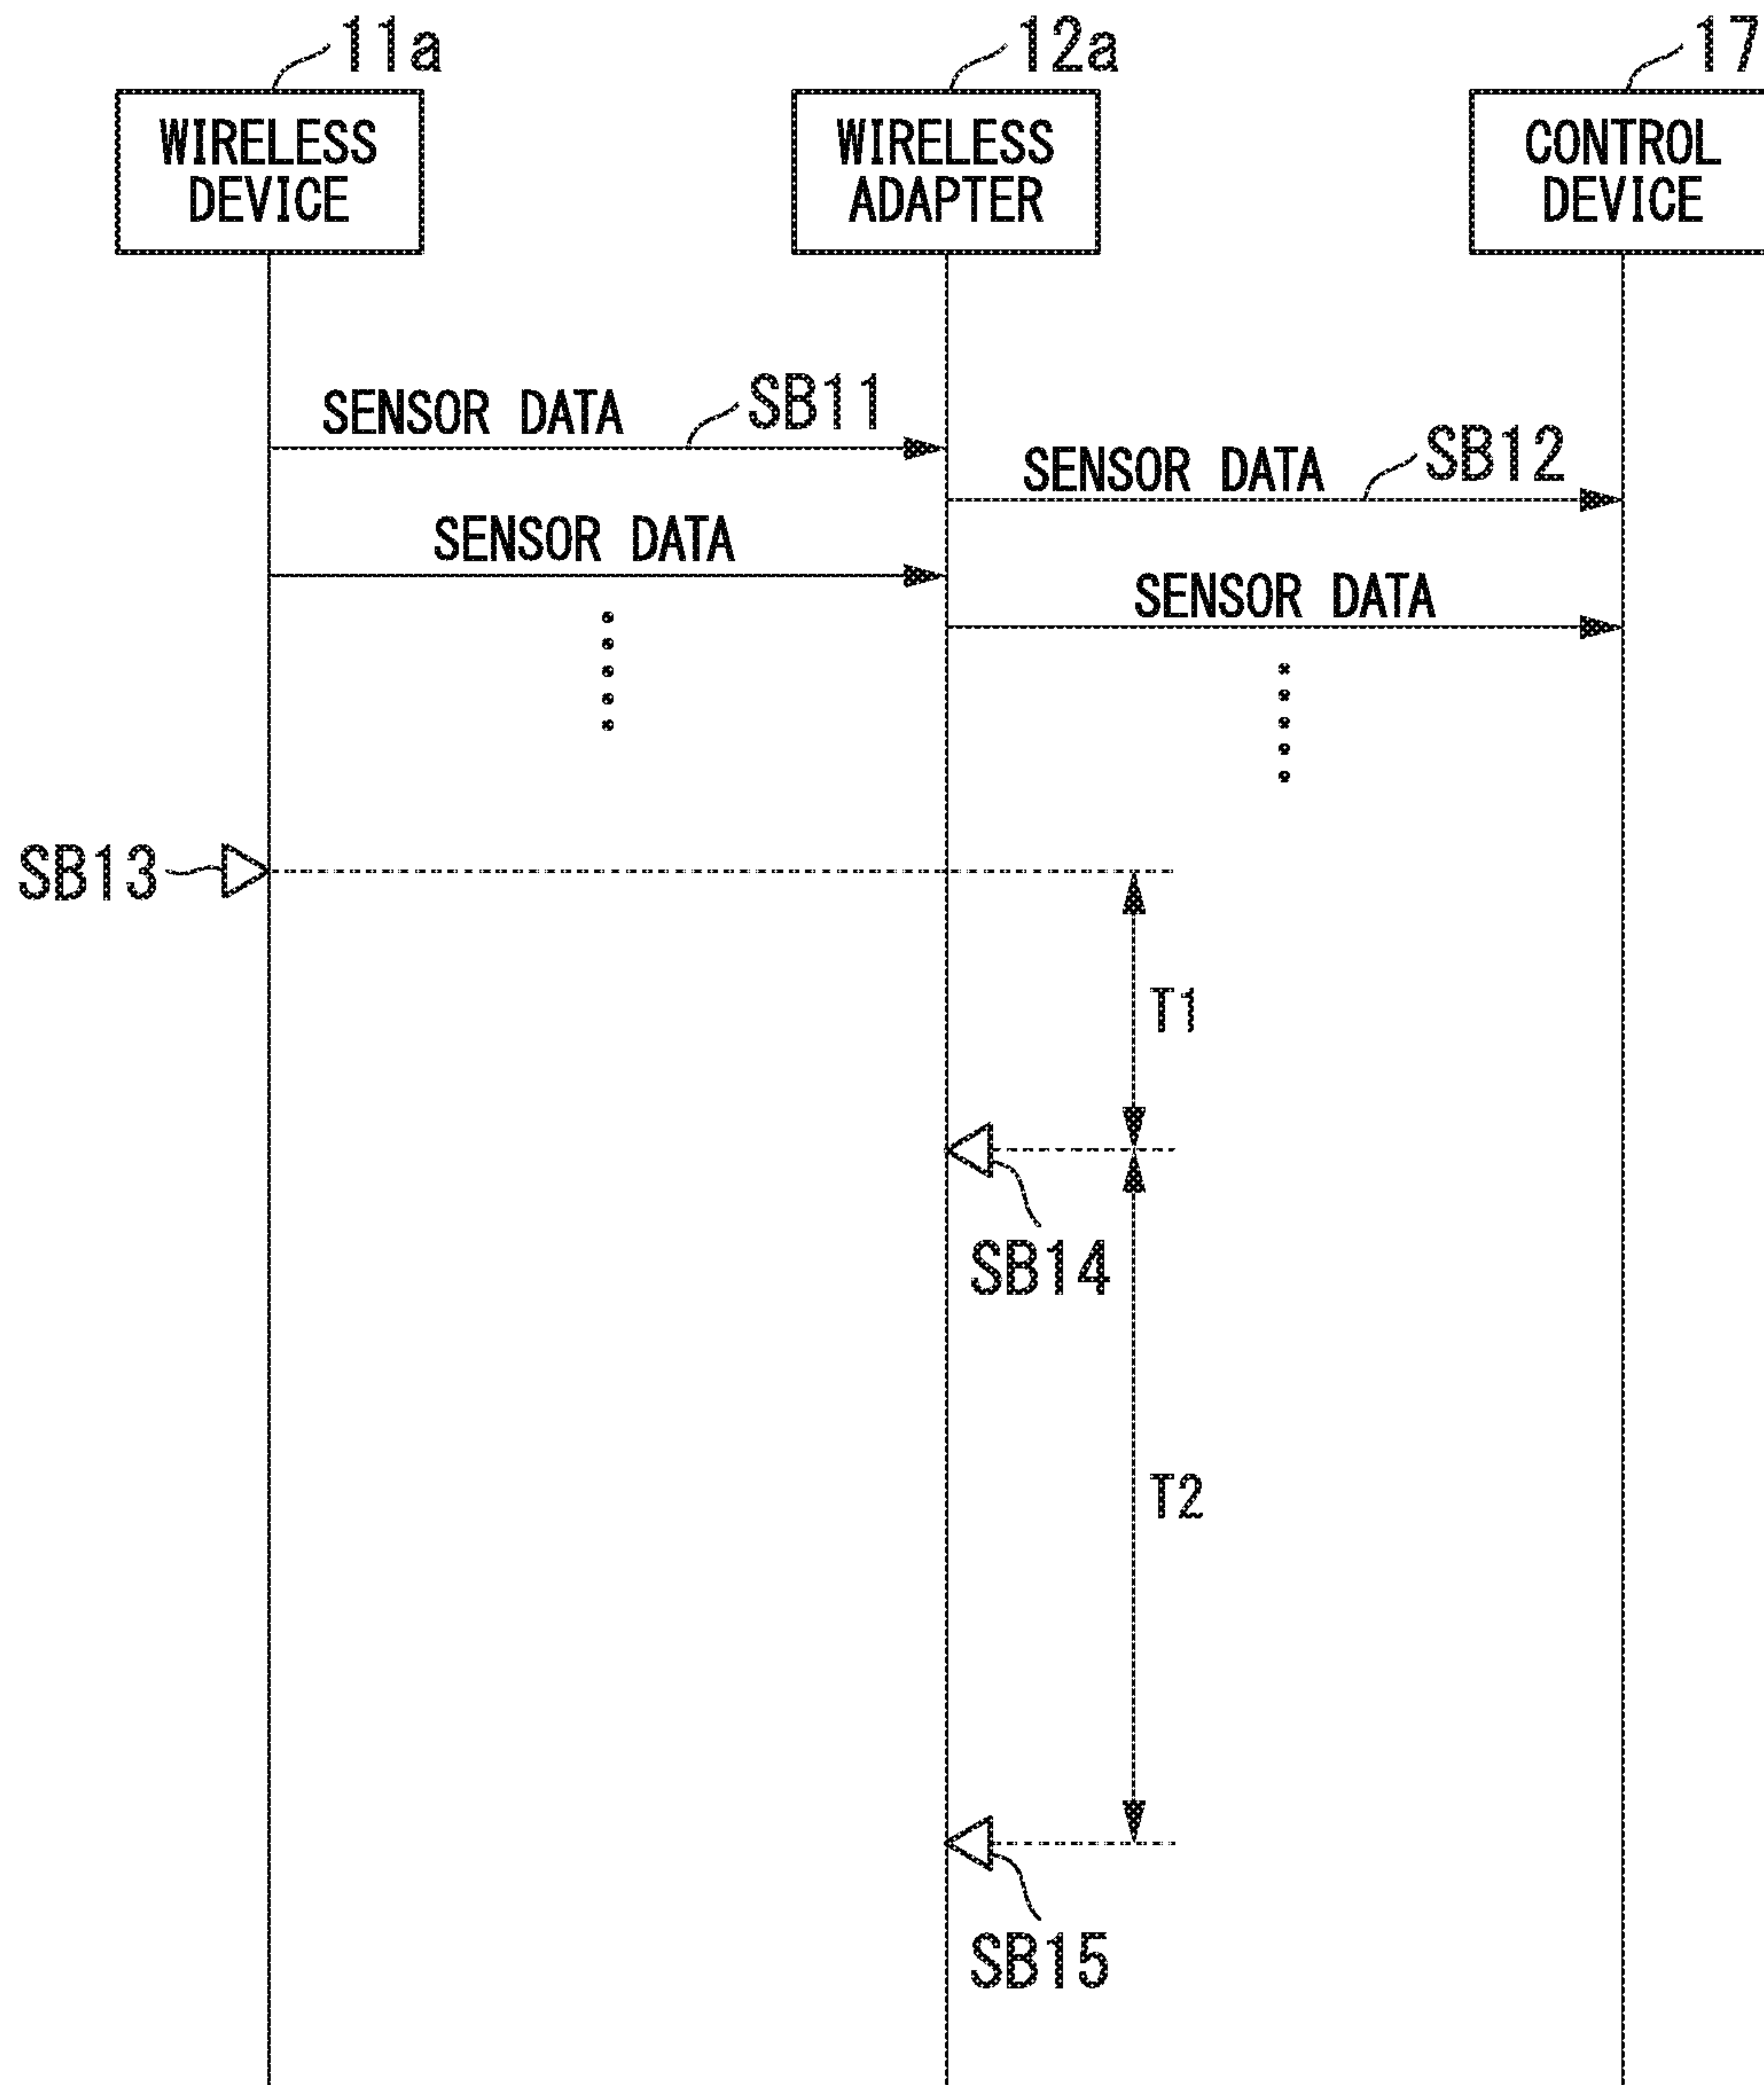 11a
12a
17
WIRELESS
DEVICE
WIRELESS
ADAPTER
CONTROL
DEVICE
SENSOR DATA
SB11
SENSOR DATA
SB12
SENSOR DATA
SENSOR DATA
SB13
T1
SB14
T2
SB15